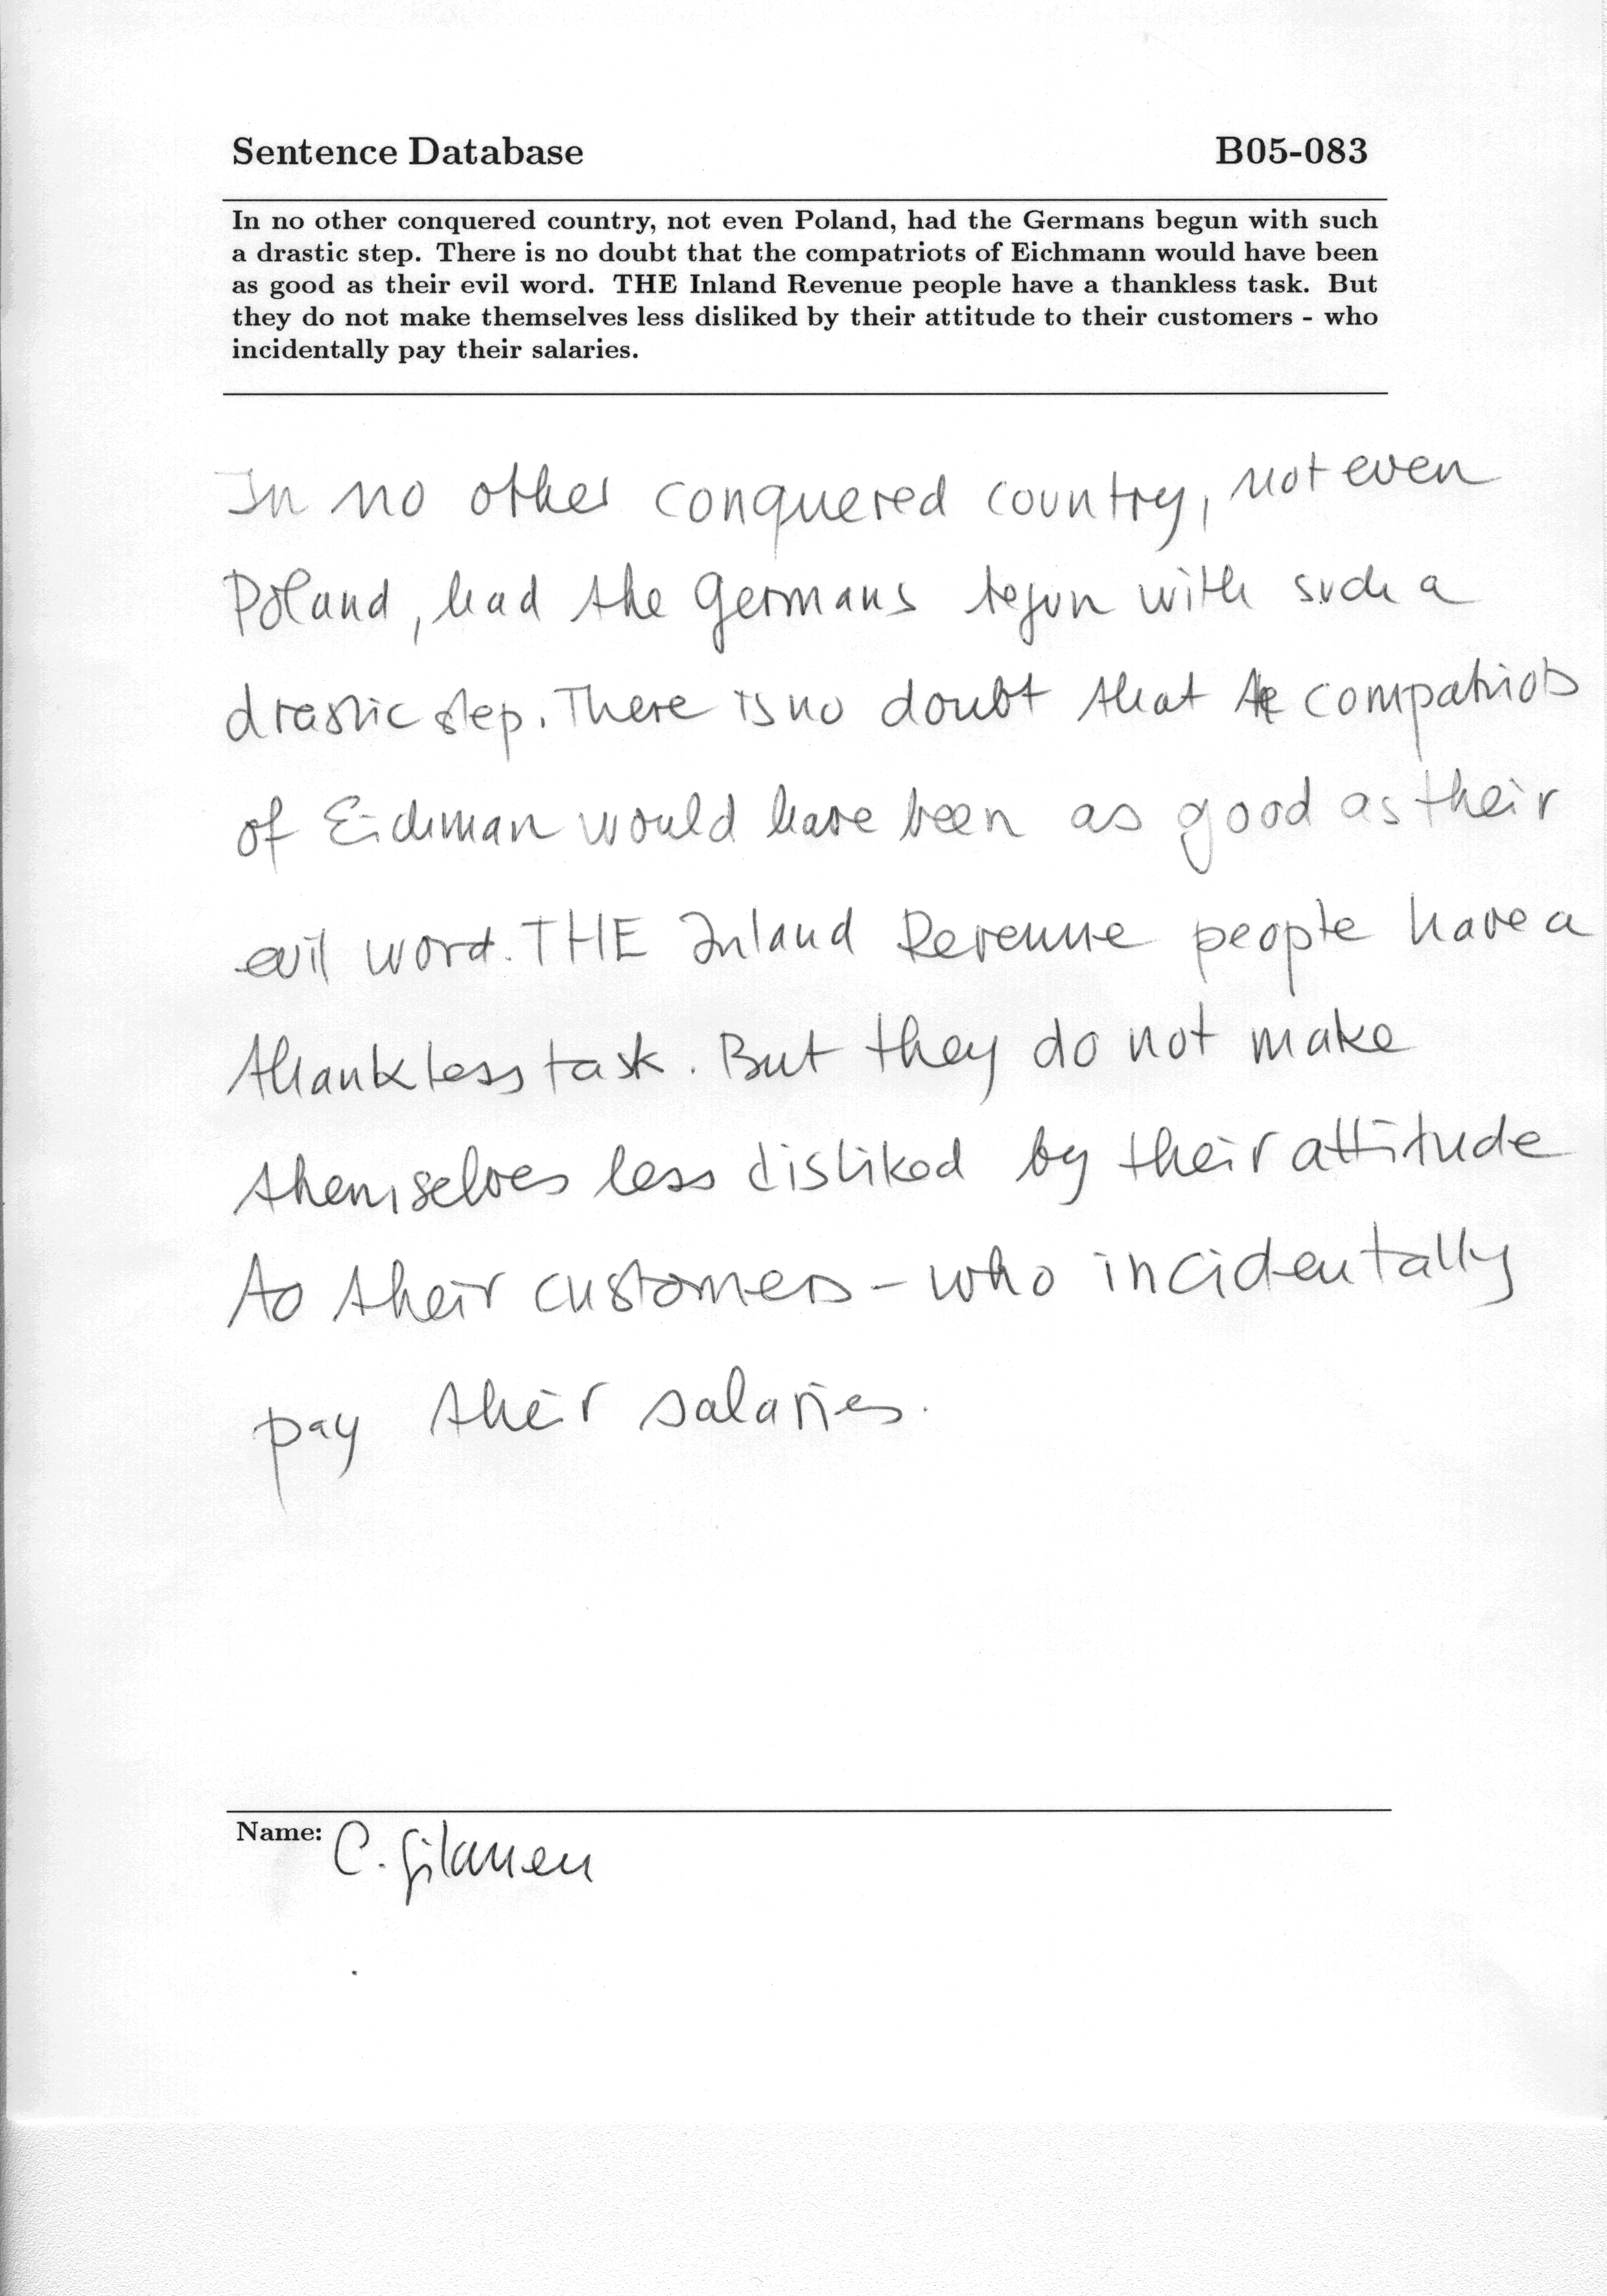 Sentence Database B05-083
In no other conquered country, not even Poland, had the Germans begun with such
a drastic step. There is no doubt that the compatriots of Eichmann would have been
as good as their evil word. THE Inland Revenue people have a thankless task. But
they do not make themselves less disliked by their attitude to their customers - who
incidentally pay their salaries.
In no other conquered country, not even
Poland, had the Germans begun with such a
drastic step. There is no doubt that the compatriots
of Eichman would have been as good as their
evil word. THE Inland Revenue people have a
thankless task. But they do not make
themselves less disliked by their attitude
to their customers - who incidentally
pay their salaries.
Name: C.